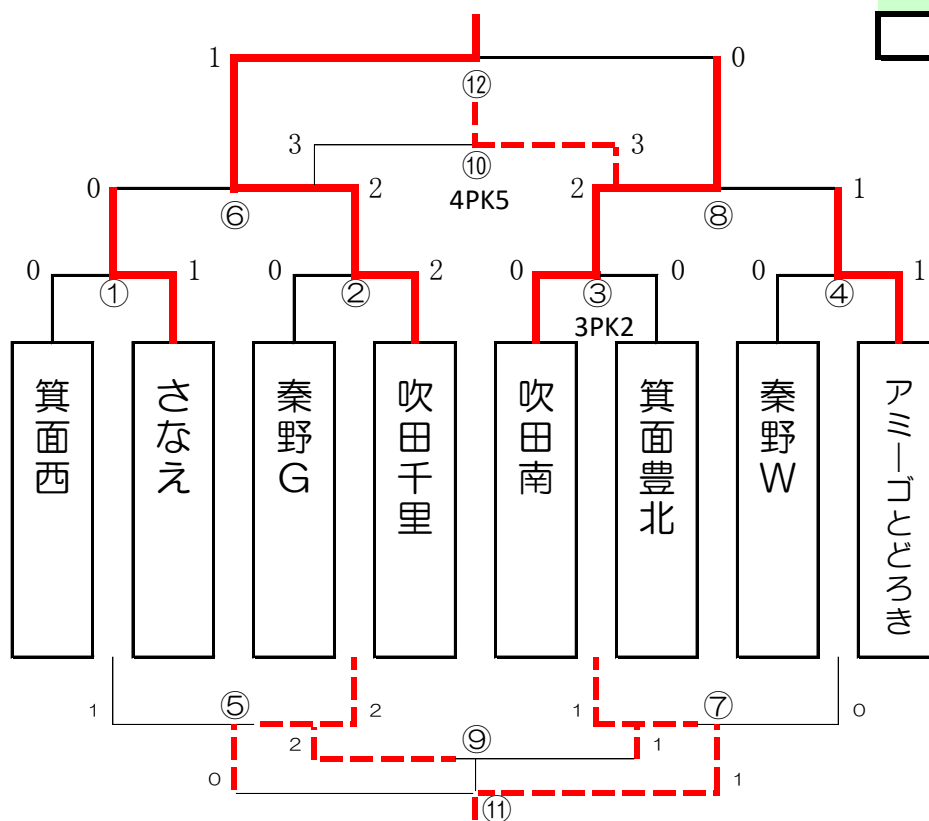 1 0
⑫
3 3
⑩
4PK5
0 2 2 1
⑥ ⑧
0 1 0 2 0 0 0 1
① ② ③ ④
3PK2
箕面西
さなえ
秦野G
吹田千里
吹田南
箕面豊北
秦野W
アミーゴとどろき
1 ⑤ 2 1 ⑦ 0
2 ⑨ 1
0 1
⑪